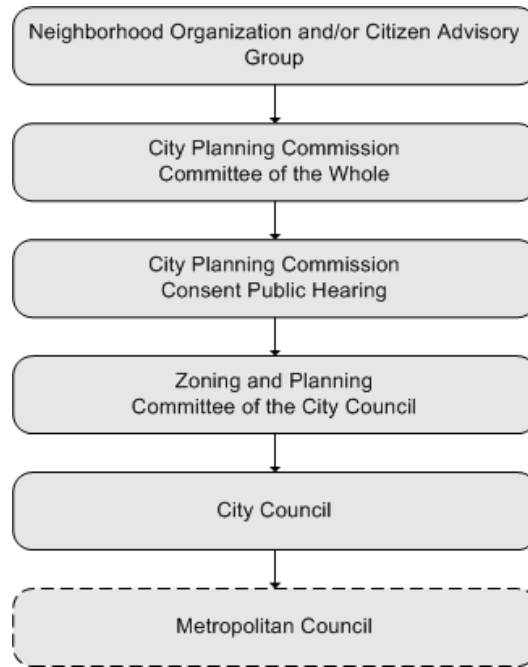 Neighborhood Organization and/or Citizen Advisory
Group
City Planning Commission
Committee of the Whole
City Planning Commission
Consent Public Hearing
Zoning and Planning
Committee of the City Council
City Council
Metropolitan Council